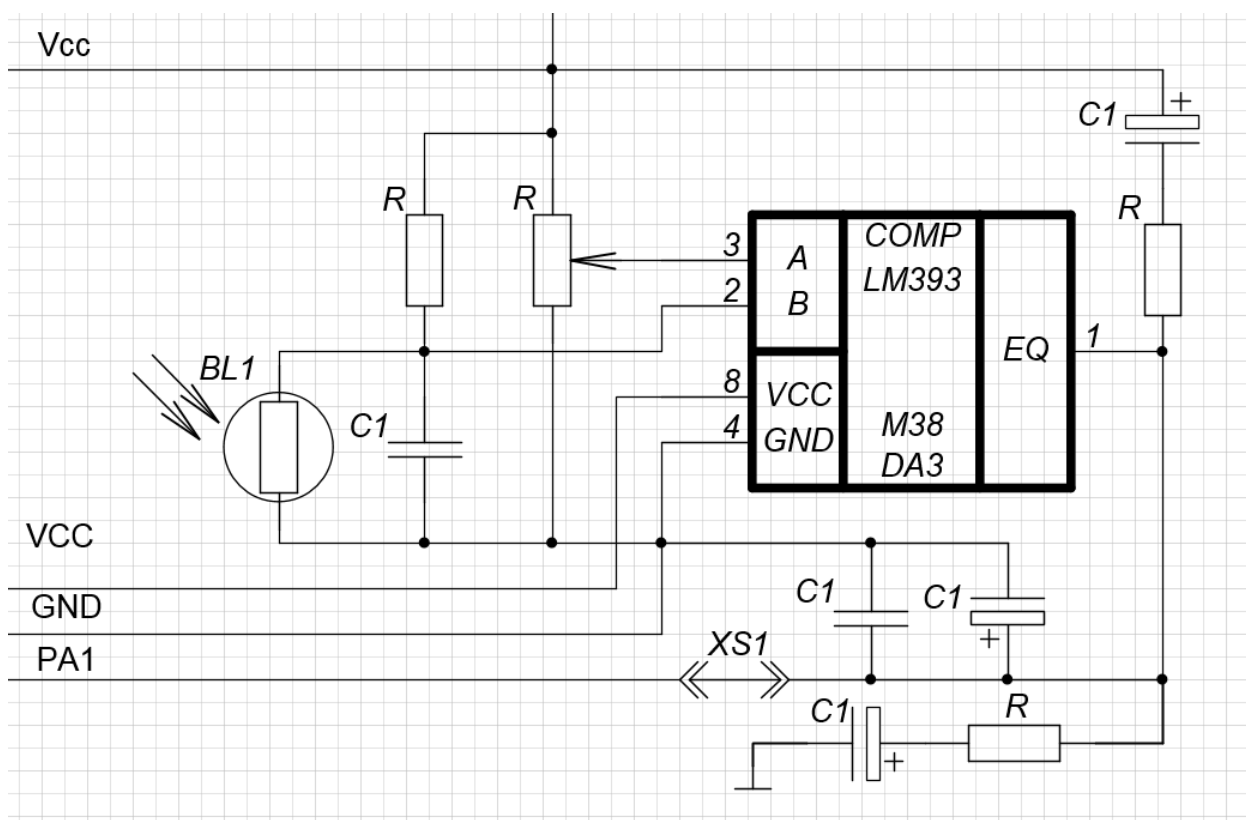 Vcc
C1
+
R
R
R
3
A
COMP
LM393
2
B
BL1
EQ
1
8
VCC
C1
4
GND
M38
DA3
VCC
GND
C1
C1
+
PA1
XS1
C1
R
+